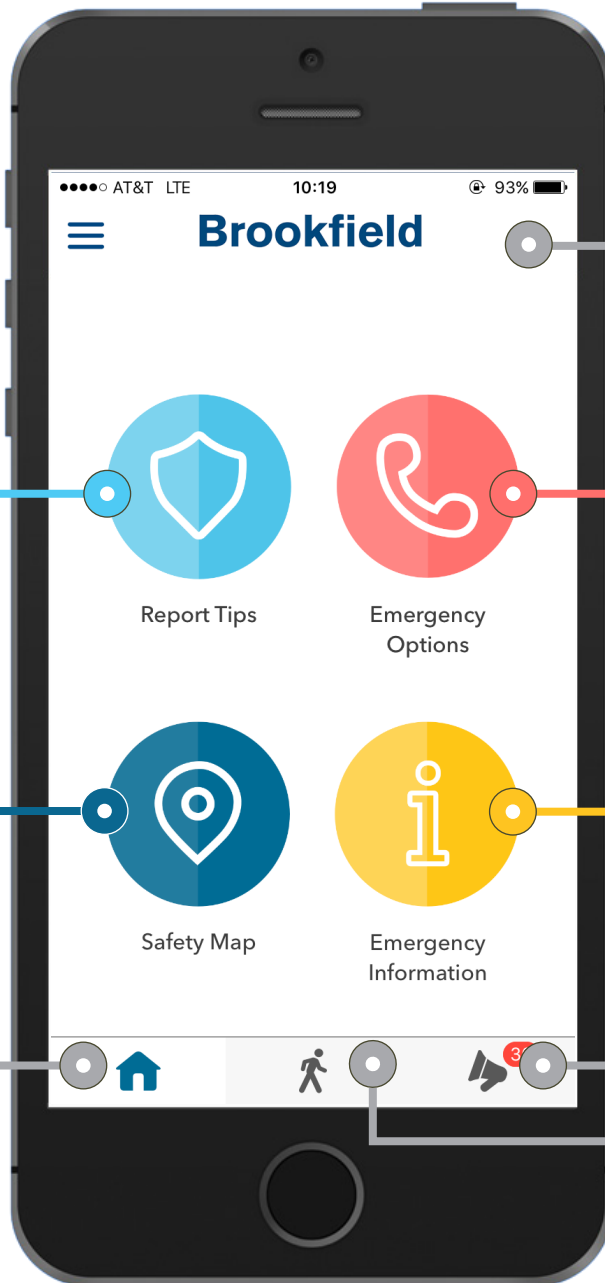 AT&T LTE 10:19 93%
Brookfield
Report Tips
Emergency
Options
Safety Map
Emergency
Information